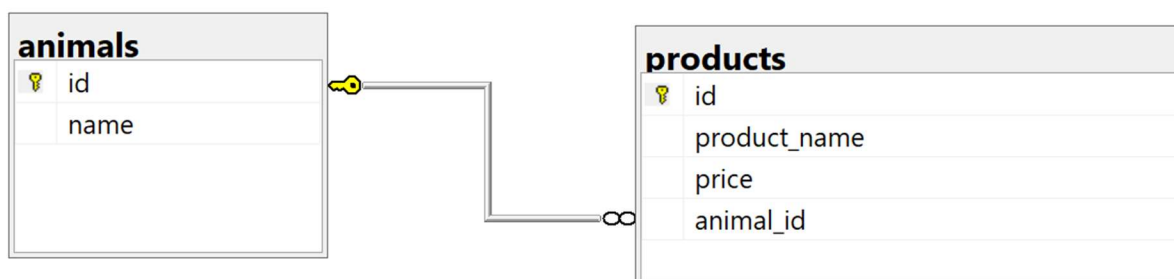 animals
id
name
products
id
product_name
price
animal_id